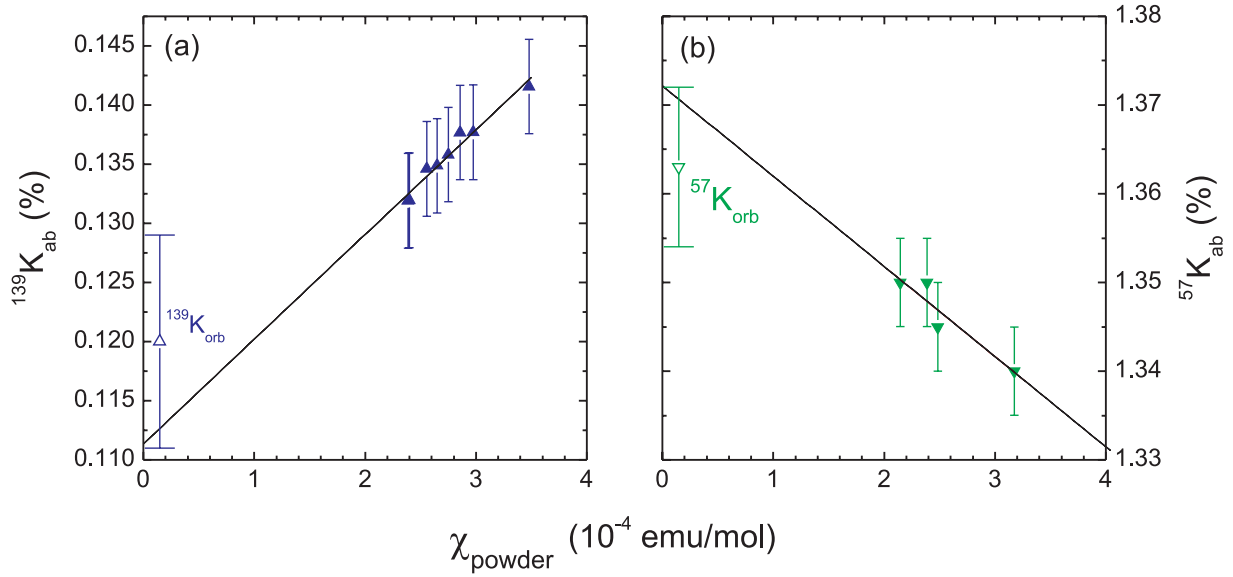 (a)
0.145
0.140
0.135
0.130
0.125
0.120
0.115
0.110
¹³⁹K_ab (%)
¹³⁹K_orb
0 1 2 3 4
(b)
1.38
1.37
1.36
1.35
1.34
1.33
⁵⁷K_ab (%)
⁵⁷K_orb
0 1 2 3 4
χ_powder (10⁻⁴ emu/mol)